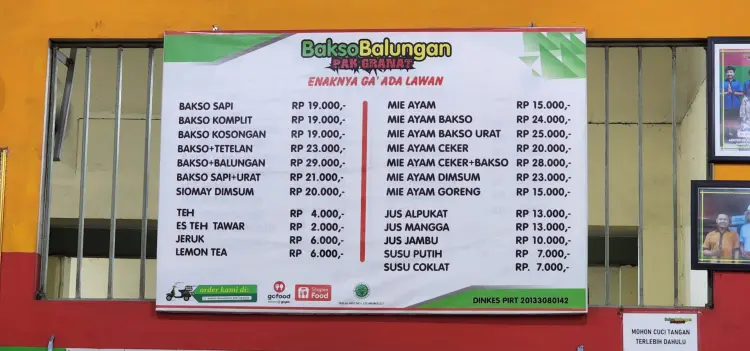 BaksoBalungan
PAK GRANAT
ENAKNYA GA' ADA LAWAN
BAKSO SAPI RP 19.000,-
BAKSO KOMPLIT RP 19.000,-
BAKSO KOSONGAN RP 19.000,-
BAKSO+TETELAN RP 23.000,-
BAKSO+BALUNGAN RP 29.000,-
BAKSO SAPI+URAT RP 21.000,-
SIOMAY DIMSUM RP 20.000,-
TEH RP 4.000,-
ES TEH TAWAR RP 2.000,-
JERUK RP 6.000,-
LEMON TEA RP 6.000,-
MIE AYAM RP 15.000,-
MIE AYAM BAKSO RP 24.000,-
MIE AYAM BAKSO URAT RP 25.000,-
MIE AYAM CEKER RP 20.000,-
MIE AYAM CEKER+BAKSO RP 28.000,-
MIE AYAM DIMSUM RP 23.000,-
MIE AYAM GORENG RP 15.000,-
JUS ALPUKAT RP 13.000,-
JUS MANGGA RP 13.000,-
JUS JAMBU RP 10.000,-
SUSU PUTIH RP 7.000,-
SUSU COKLAT RP. 7.000,-
order kami di:
gofood
Shopee
Food
DINKES PIRT 20133080142
MOHON CUCI TANGAN
TERLEBIH DAHULU